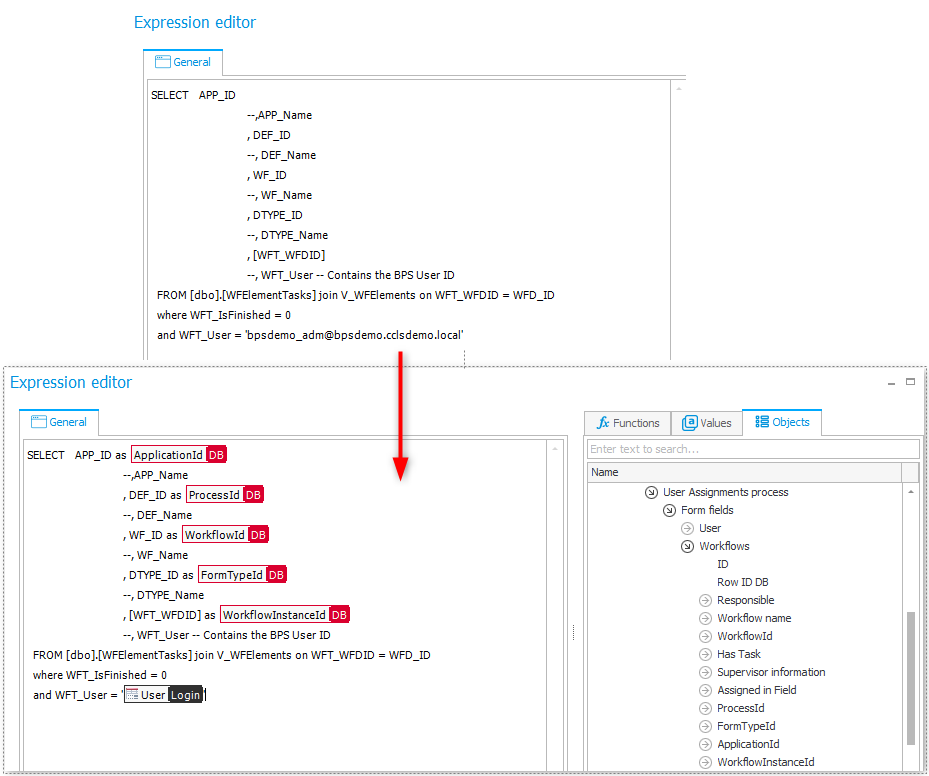 Expression editor
General
SELECT APP_ID
--,APP_Name
, DEF_ID
--, DEF_Name
, WF_ID
--, WF_Name
, DTYPE_ID
--, DTYPE_Name
, [WFT_WFDID]
--, WFT_User -- Contains the BPS User ID
FROM [dbo].[WFElementTasks] join V_WFElements on WFT_WFDID = WFD_ID
where WFT_IsFinished = 0
and WFT_User = 'bpsdemo_adm@bpsdemo.cclsdemo.local'
Expression editor
General
SELECT APP_ID as ApplicationId DB
--,APP_Name
, DEF_ID as ProcessId DB
--, DEF_Name
, WF_ID as WorkflowId DB
--, WF_Name
, DTYPE_ID as FormTypeId DB
--, DTYPE_Name
, [WFT_WFDID] as WorkflowInstanceId DB
--, WFT_User -- Contains the BPS User ID
FROM [dbo].[WFElementTasks] join V_WFElements on WFT_WFDID = WFD_ID
where WFT_IsFinished = 0
and WFT_User = 'User Login'
fx Functions Values Objects
Enter text to search...
Name
User Assignments process
Form fields
User
Workflows
ID
Row ID DB
Responsible
Workflow name
WorkflowId
Has Task
Supervisor information
Assigned in Field
ProcessId
FormTypeId
ApplicationId
WorkflowInstanceId